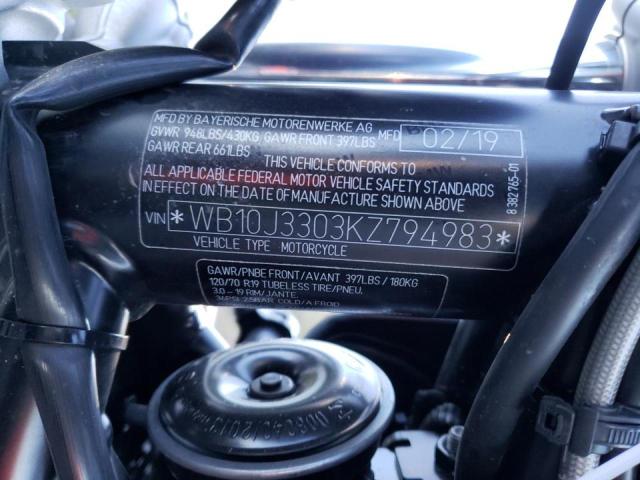 MFD BY BAYERISCHE MOTORENWERKE AG
GVWR 948LBS/430KG GAWR FRONT 397LBS MFD 02/19
GAWR REAR 661LBS
THIS VEHICLE CONFORMS TO
ALL APPLICABLE FEDERAL MOTOR VEHICLE SAFETY STANDARDS
IN EFFECT ON THE DATE OF MANUFACTURE SHOWN ABOVE
VIN *WB10J3303KZ794983*
VEHICLE TYPE MOTORCYCLE
8 382 765-01
GAWR/PNBE FRONT/AVANT 397LBS / 180KG
120/70 R19 TUBELESS TIRE/PNEU.
3.0 - 19 RIM/JANTE.
COLD/A FROID